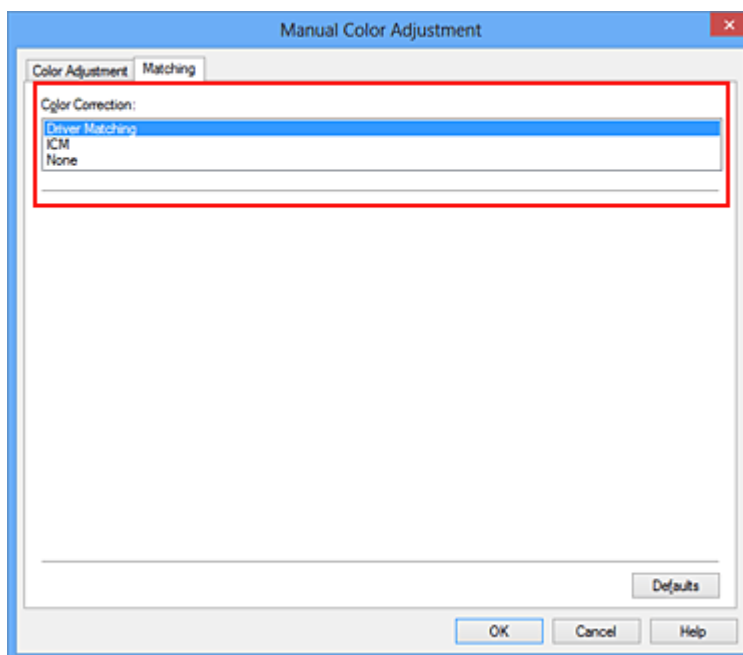 Manual Color Adjustment
Color Adjustment Matching
Color Correction:
Driver Matching
ICM
None
Defaults
OK Cancel Help